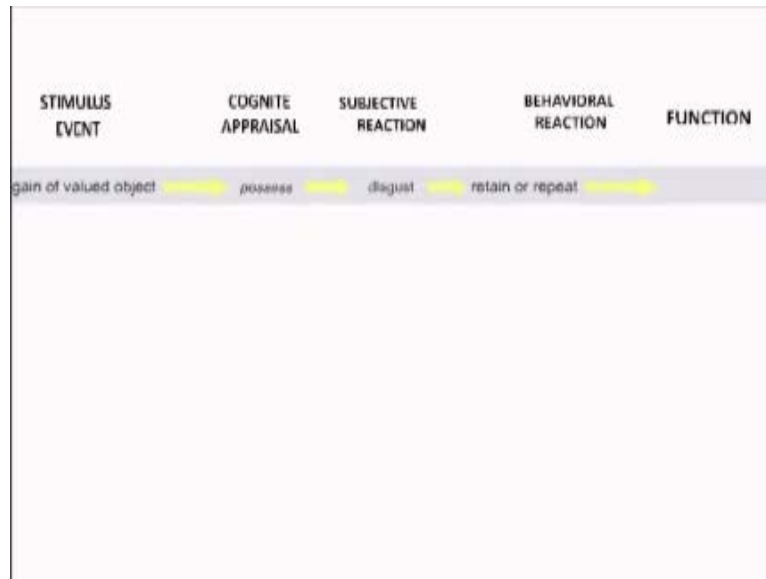 STIMULUS EVENT
COGNITE APPRAISAL
SUBJECTIVE REACTION
BEHAVIORAL REACTION
FUNCTION
gain of valued object possess disgust retain or repeat